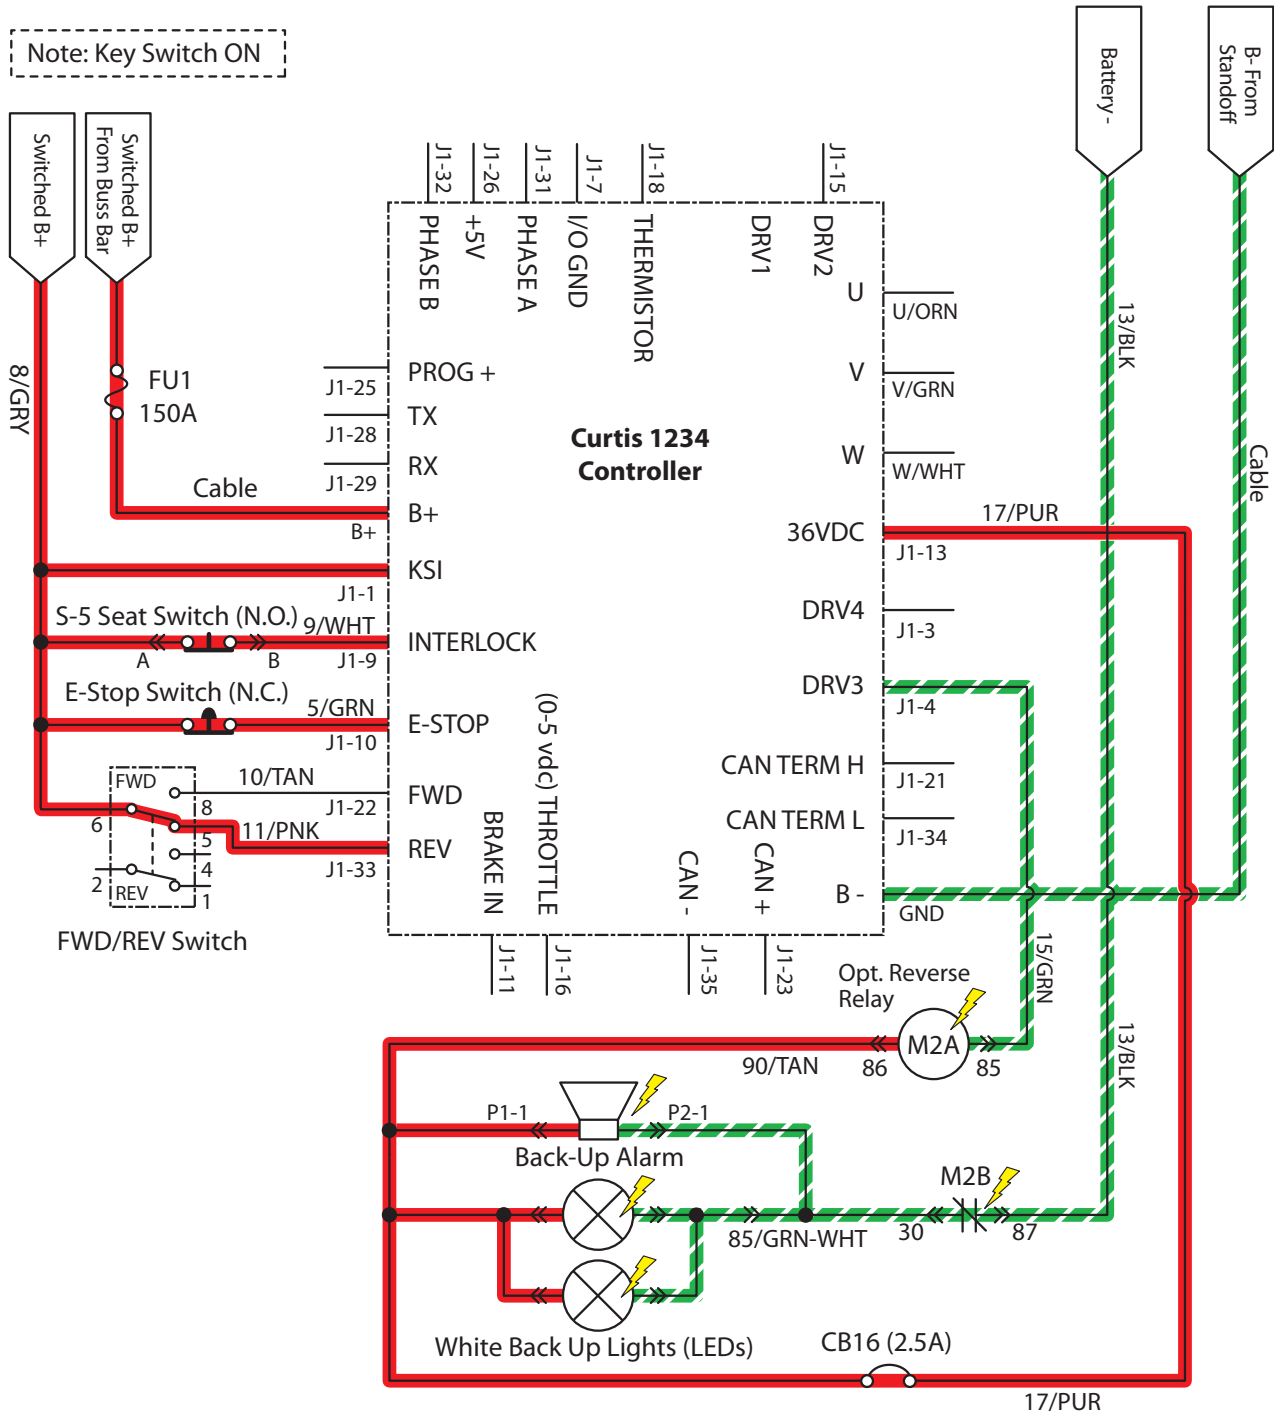 Note: Key Switch ON
Switched B+
Switched B+
From Buss Bar
Battery -
B- From
Standoff
J1-32
J1-26
J1-31
J1-7
J1-18
J1-15
PHASE B
+5V
PHASE A
I/O GND
THERMISTOR
DRV1
DRV2
U
U/ORN
13/BLK
8/GRY
FU1
150A
PROG +
J1-25
V
V/GRN
TX
J1-28
Curtis 1234
Controller
RX
J1-29
W
W/WHT
Cable
Cable
B+
B+
36VDC
17/PUR
J1-13
KSI
J1-1
DRV4
J1-3
S-5 Seat Switch (N.O.)
9/WHT
INTERLOCK
A
B
J1-9
E-Stop Switch (N.C.)
5/GRN
E-STOP
J1-10
DRV3
J1-4
(0-5 vdc) THROTTLE
BRAKE IN
CAN -
CAN +
CAN TERM H
J1-21
CAN TERM L
J1-34
FWD
10/TAN
FWD
8
J1-22
6
11/PNK
REV
5
J1-33
4
2
REV
1
FWD/REV Switch
B -
GND
J1-11
J1-16
J1-35
J1-23
15/GRN
Opt. Reverse
Relay
M2A
90/TAN
86
85
13/BLK
P1-1
P2-1
Back-Up Alarm
M2B
85/GRN-WHT
30
87
White Back Up Lights (LEDs)
CB16 (2.5A)
17/PUR